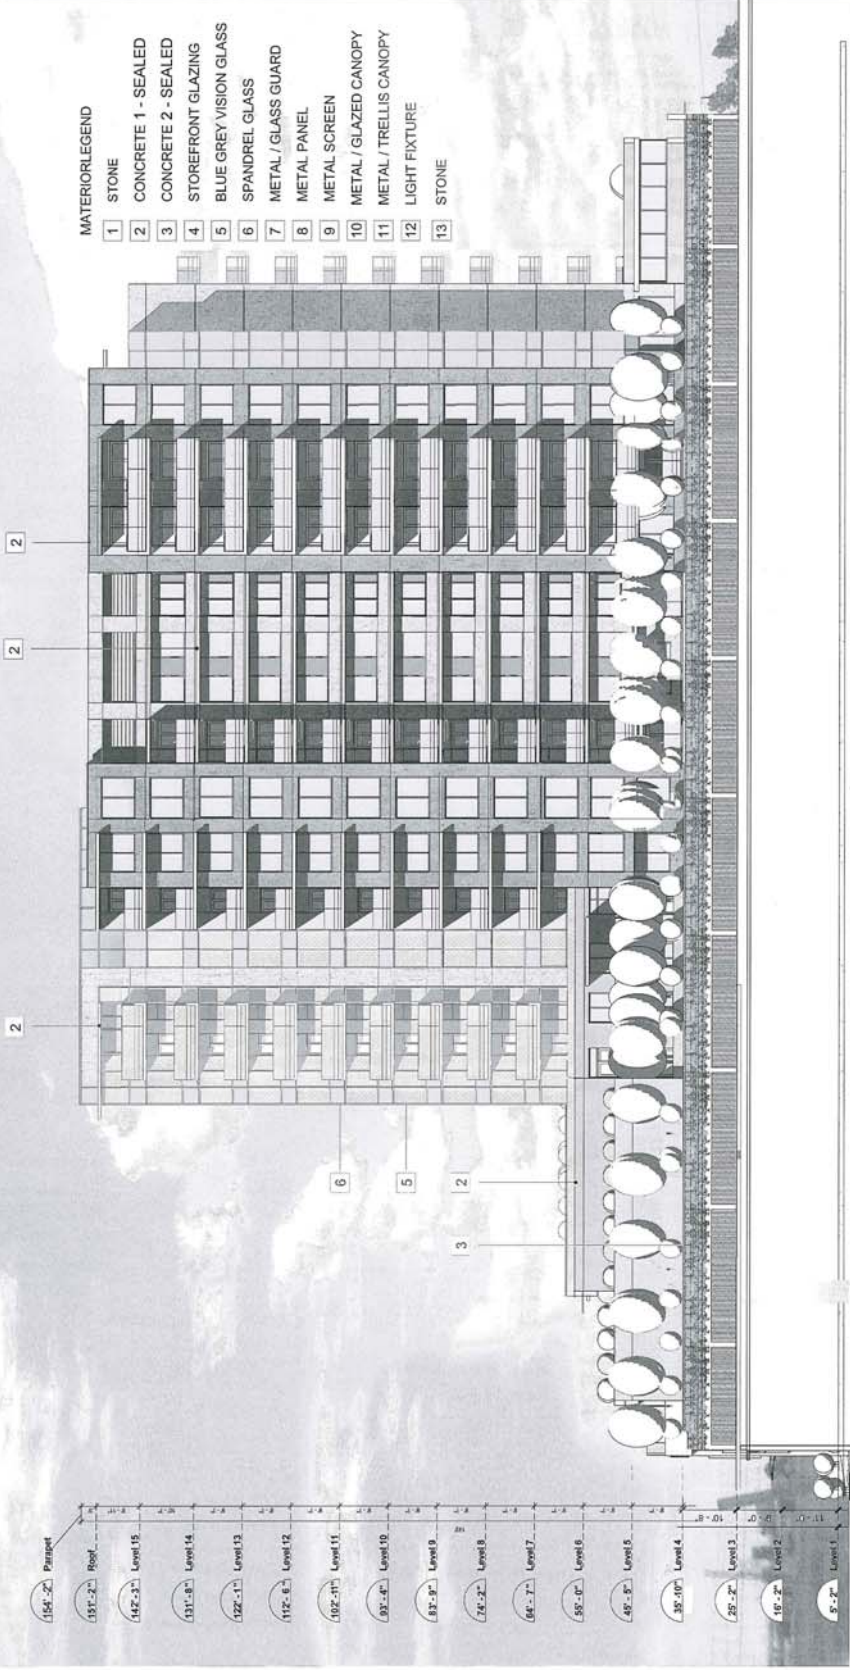 MATERIORLEGEND
1 STONE
2 CONCRETE 1 - SEALED
3 CONCRETE 2 - SEALED
4 STOREFRONT GLAZING
5 BLUE GREY VISION GLASS
6 SPANDREL GLASS
7 METAL / GLASS GUARD
8 METAL PANEL
9 METAL SCREEN
10 METAL / GLAZED CANOPY
11 METAL / TRELLIS CANOPY
12 LIGHT FIXTURE
13 STONE
2
2
2
6
5
2
3
154' -2" Parapet
151' -2" Roof
142' - 3" Level 15
131' - 8" Level 14
122' - 1" Level 13
112' - 6" Level 12
102' -11" Level 11
93' - 4" Level 10
83' - 9" Level 9
74' - 2" Level 8
64' - 7" Level 7
55' - 0" Level 6
45' - 5" Level 5
35' -10" Level 4
25' - 2" Level 3
16' - 2" Level 2
5' - 2" Level 1
10' - 8"
9' - 0"
11' - 0"